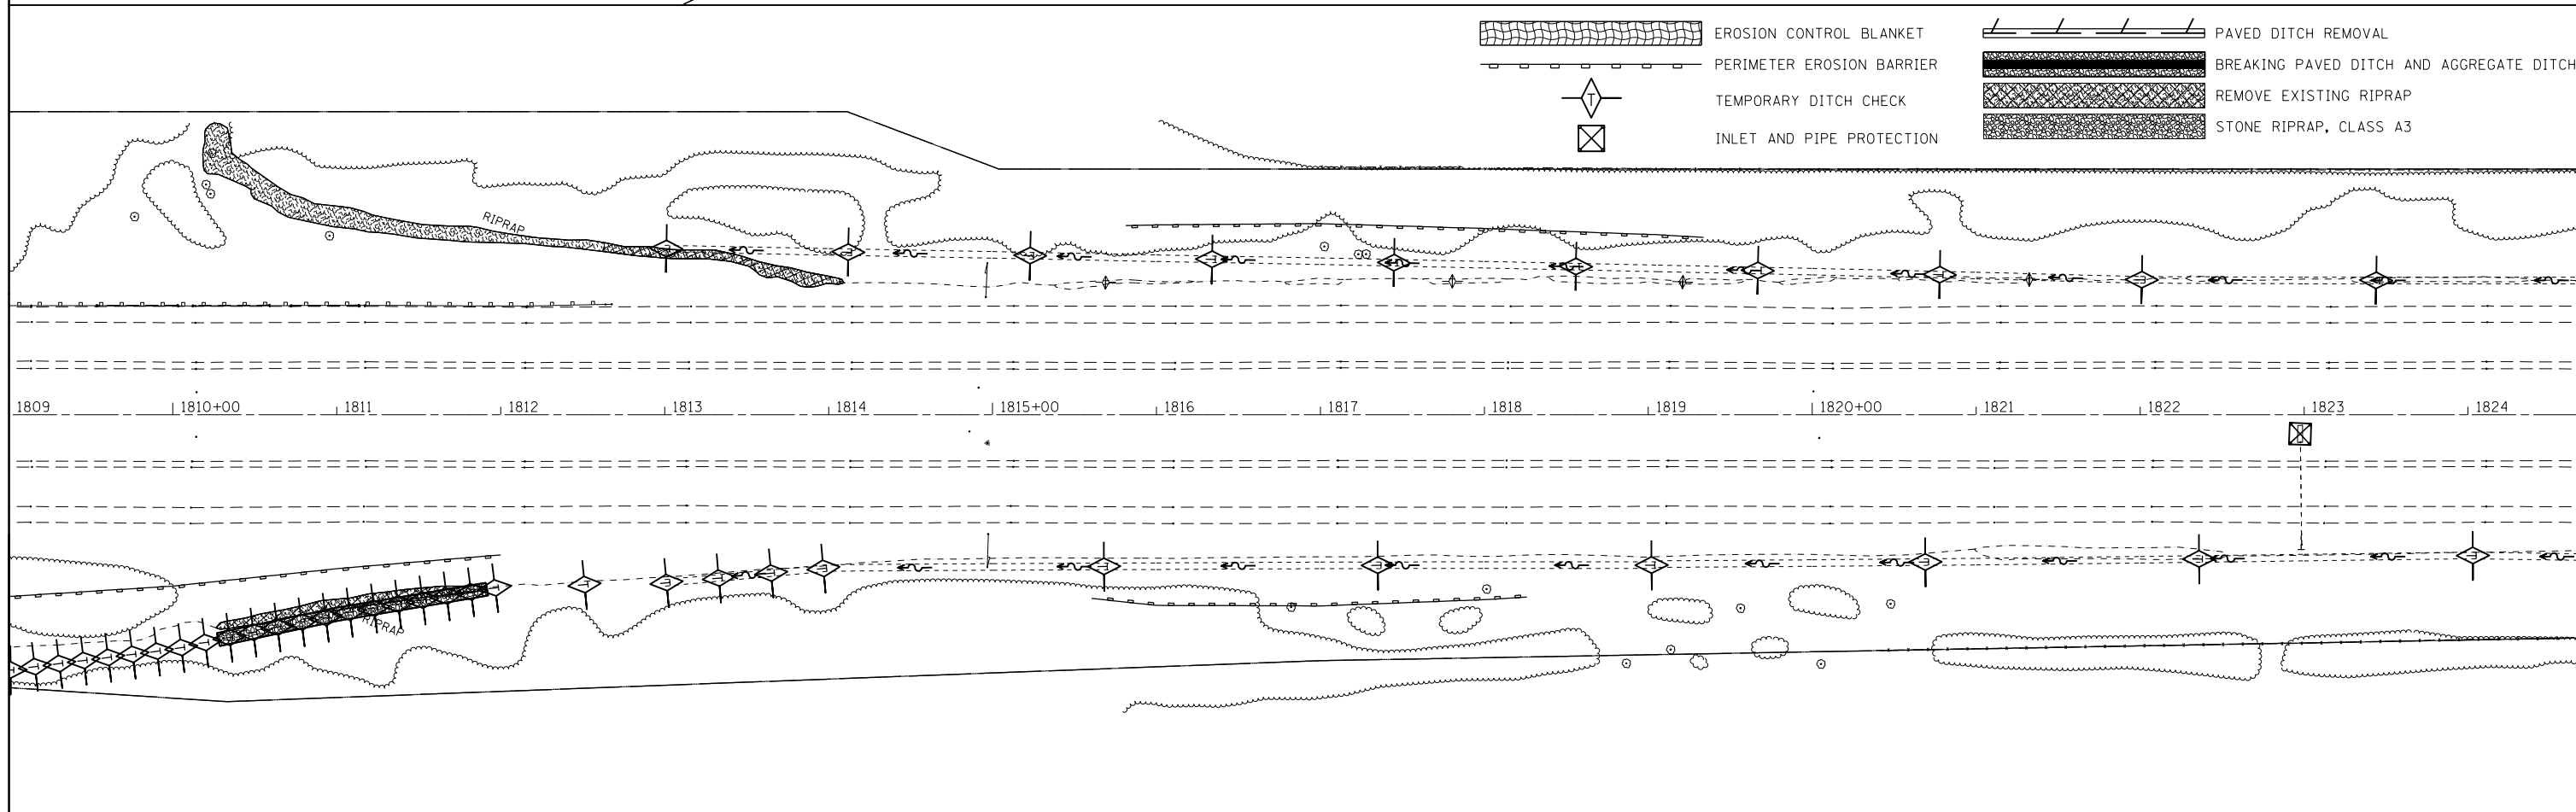 EROSION CONTROL BLANKET
PERIMETER EROSION BARRIER
T
TEMPORARY DITCH CHECK
INLET AND PIPE PROTECTION
PAVED DITCH REMOVAL
BREAKING PAVED DITCH AND AGGREGATE DITCH
REMOVE EXISTING RIPRAP
STONE RIPRAP, CLASS A3
RIPRAP
1809 1810+00 1811 1812 1813 1814 1815+00 1816 1817 1818 1819 1820+00 1821 1822 1823 1824
RIPRAP